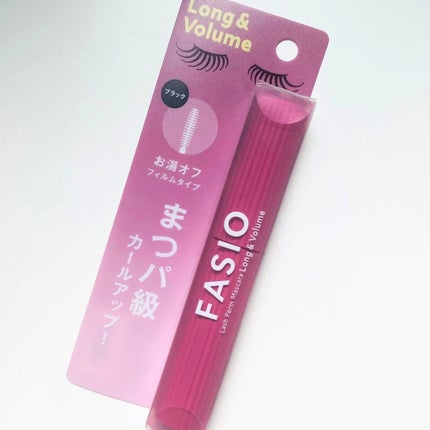 Long&
Volume
ブラック
お湯オフ
フィルムタイプ
まつパ級
カールアップ！
FASIO
Lash Perm Mascara Long & Volume